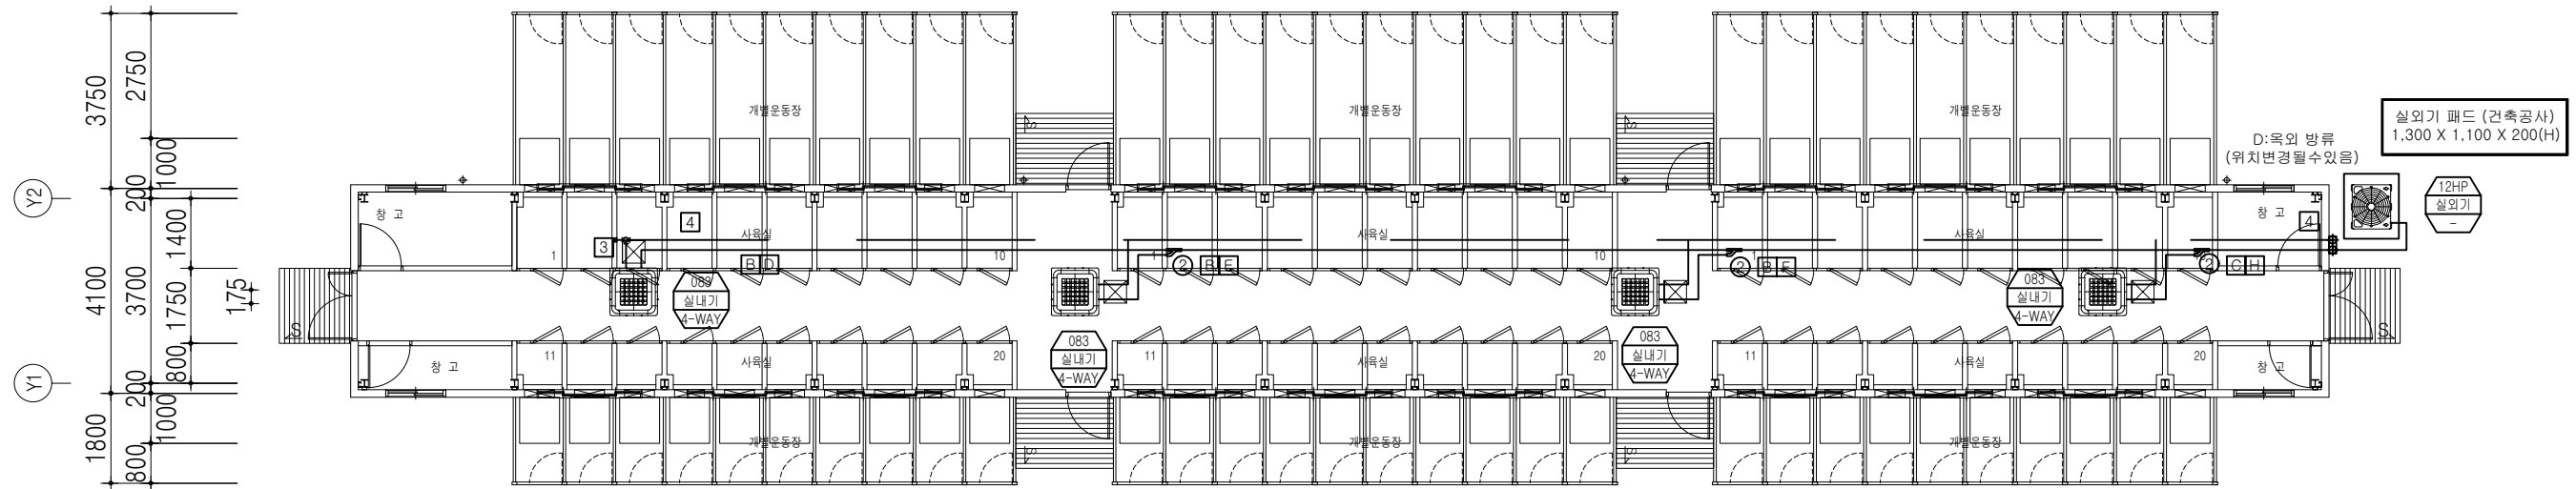 3750
2750
1000
200
Y2
4100
3700
1400
1750
175
800
200
Y1
1800
1000
800
개별운동장
개별운동장
개별운동장
D:옥외 방류
(위치변경될수있음)
실외기 패드 (건축공사)
1,300 X 1,100 X 200(H)
12HP
실외기
-
창 고
4
사육실
3
1
10
B D
083
실내기
4-WAY
S
S
사육실
1
10
2
B E
083
실내기
4-WAY
S
사육실
1
2
B F
083
실내기
4-WAY
창 고
4
2
C H
083
실내기
4-WAY
S
창 고
11
사육실
20
11
사육실
20
11
사육실
20
창 고
S
개별운동장
S
개별운동장
S
개별운동장